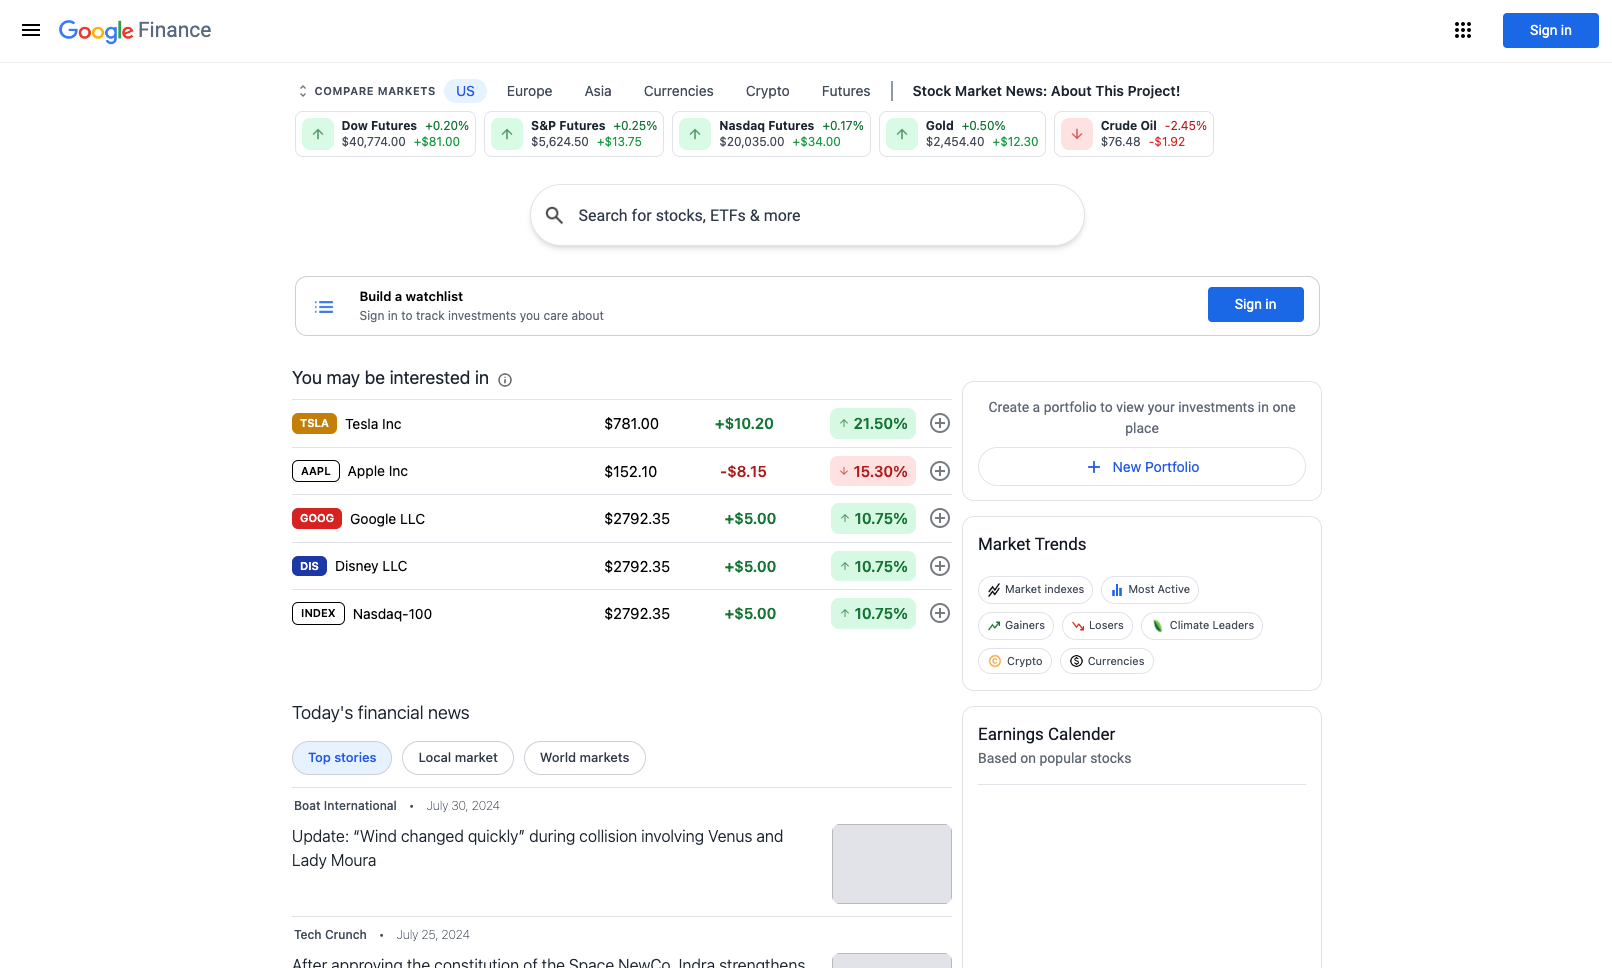 Google Finance
Sign in
COMPARE MARKETS US Europe Asia Currencies Crypto Futures Stock Market News: About This Project!
Dow Futures +0.20%
$40,774.00 +$81.00
S&P Futures +0.25%
$5,624.50 +$13.75
Nasdaq Futures +0.17%
$20,035.00 +$34.00
Gold +0.50%
$2,454.40 +$12.30
Crude Oil -2.45%
$76.48 -$1.92
Search for stocks, ETFs & more
Build a watchlist
Sign in to track investments you care about
Sign in
You may be interested in
TSLA Tesla Inc $781.00 +$10.20 21.50%
AAPL Apple Inc $152.10 -$8.15 15.30%
GOOG Google LLC $2792.35 +$5.00 10.75%
DIS Disney LLC $2792.35 +$5.00 10.75%
INDEX Nasdaq-100 $2792.35 +$5.00 10.75%
Create a portfolio to view your investments in one
place
New Portfolio
Market Trends
Market indexes Most Active
Gainers Losers Climate Leaders
Crypto Currencies
Today's financial news
Top stories Local market World markets
Boat International • July 30, 2024
Update: “Wind changed quickly” during collision involving Venus and
Lady Moura
Tech Crunch • July 25, 2024
After approving the constitution of the Space NewCo, Indra strengthens
Earnings Calender
Based on popular stocks